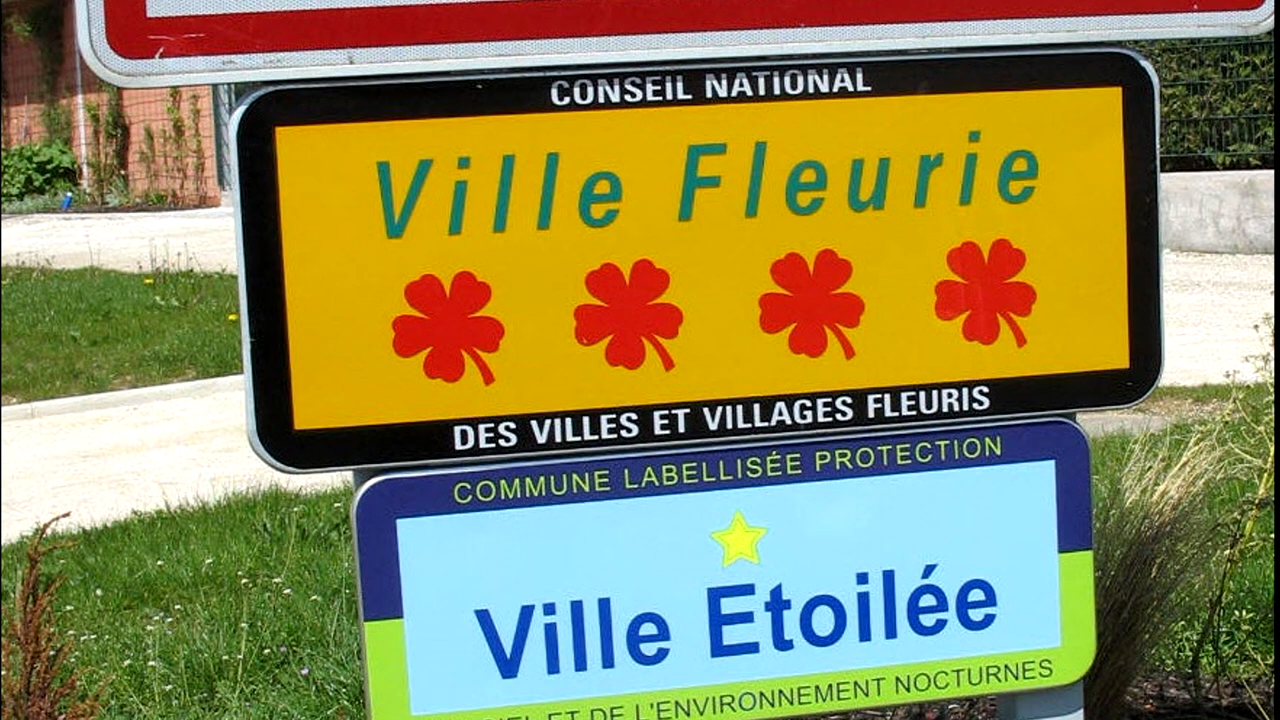 CONSEIL NATIONAL
Ville Fleurie
DES VILLES ET VILLAGES FLEURIS
COMMUNE LABELLISÉE PROTECTION
Ville Etoilée
ET DE L'ENVIRONNEMENT NOCTURNES